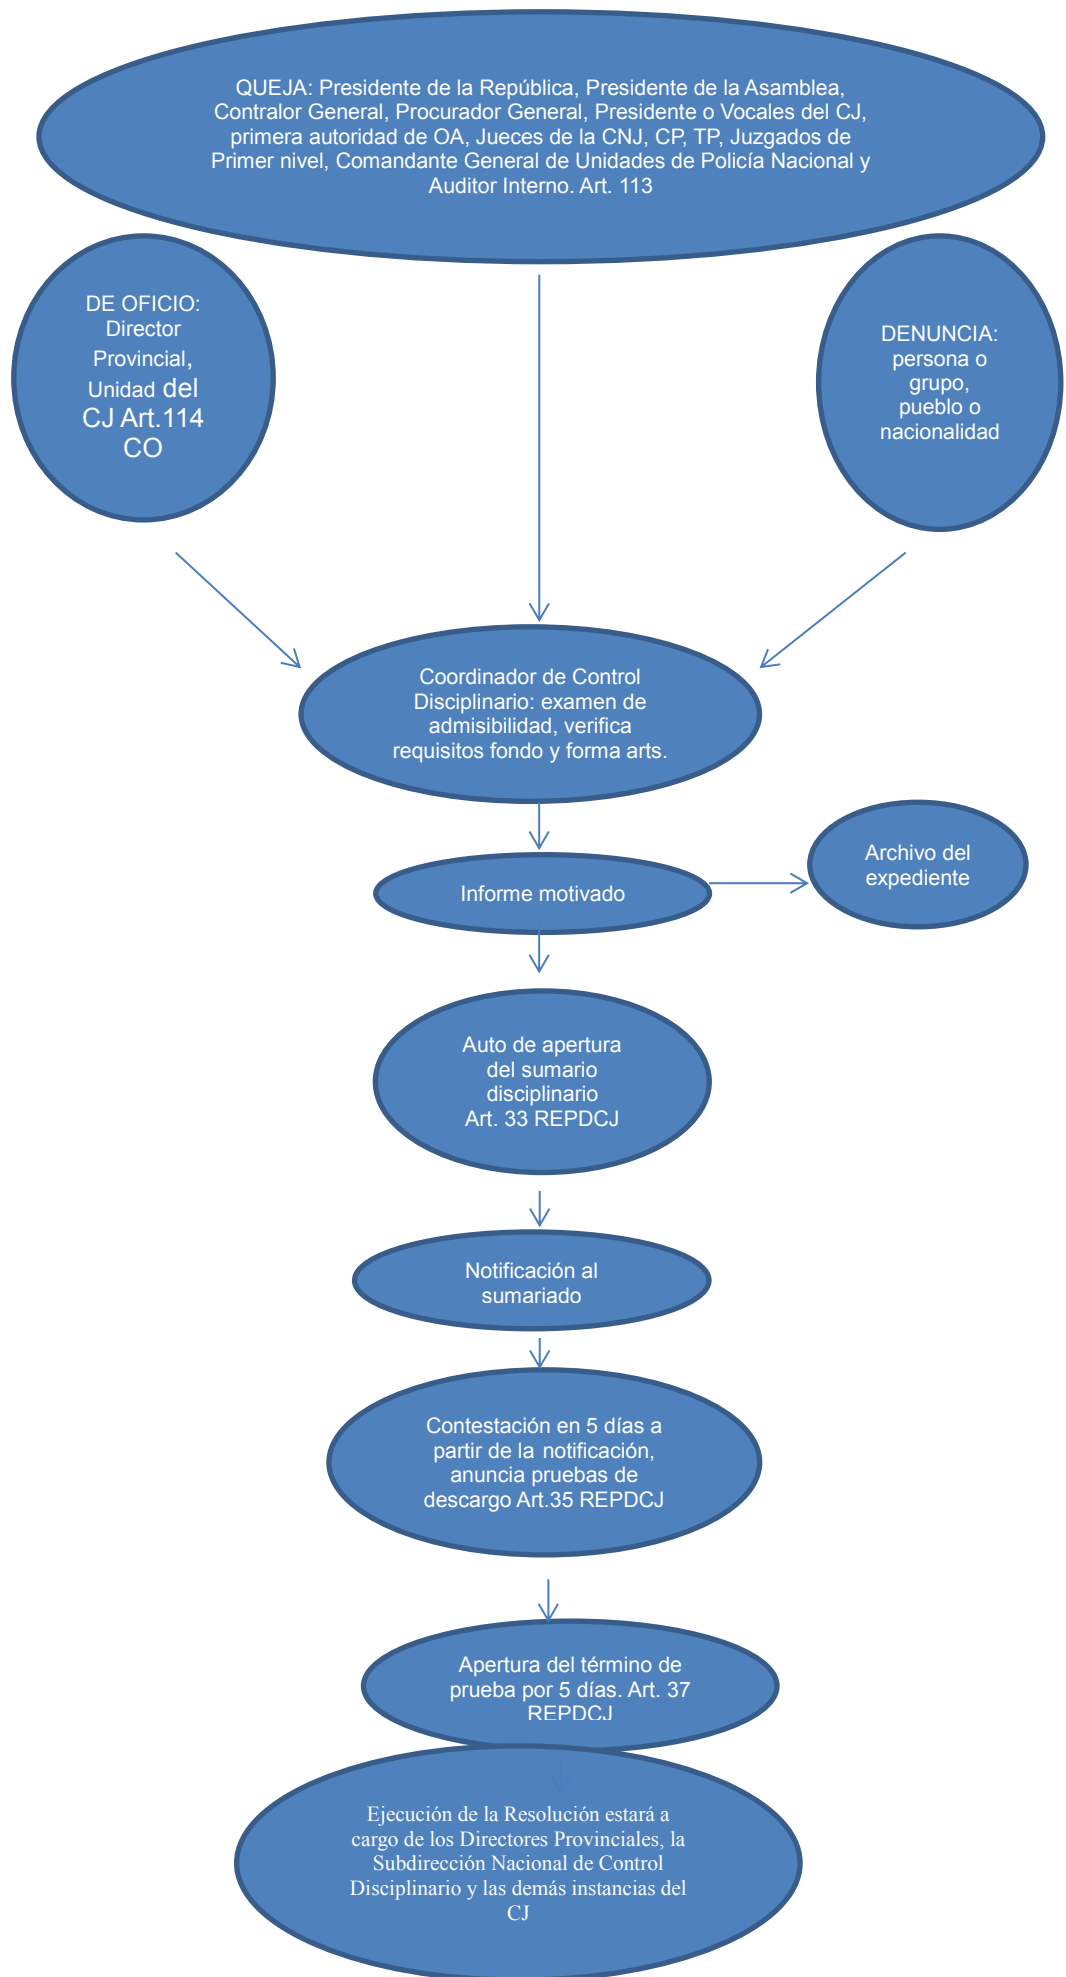 QUEJA: Presidente de la República, Presidente de la Asamblea,
Contralor General, Procurador General, Presidente o Vocales del CJ,
primera autoridad de OA, Jueces de la CNJ, CP, TP, Juzgados de
Primer nivel, Comandante General de Unidades de Policía Nacional y
Auditor Interno. Art. 113
DE OFICIO:
Director
Provincial,
Unidad del
CJ Art.114
CO
DENUNCIA:
persona o
grupo,
pueblo o
nacionalidad
Coordinador de Control
Disciplinario: examen de
admisibilidad, verifica
requisitos fondo y forma arts.
Informe motivado
Archivo del
expediente
Auto de apertura
del sumario
disciplinario
Art. 33 REPDCJ
Notificación al
sumariado
Contestación en 5 días a
partir de la notificación,
anuncia pruebas de
descargo Art.35 REPDCJ
Apertura del término de
prueba por 5 días. Art. 37
REPDCJ
Ejecución de la Resolución estará a
cargo de los Directores Provinciales, la
Subdirección Nacional de Control
Disciplinario y las demás instancias del
CJ